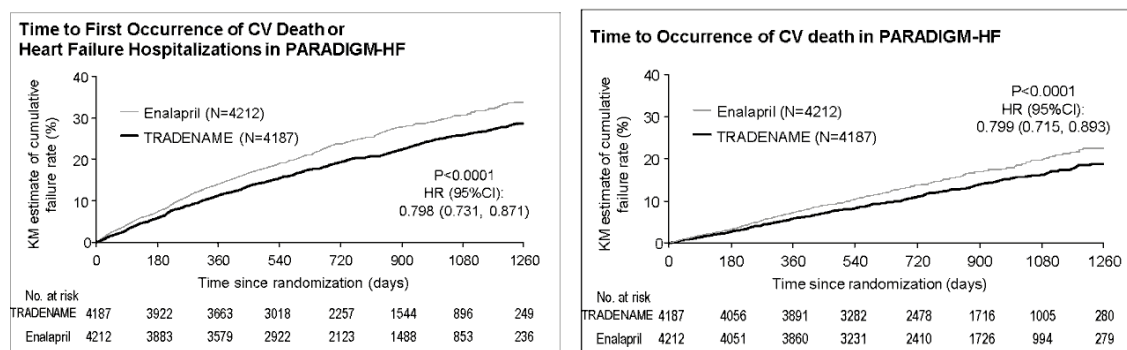 Time to First Occurrence of CV Death or
Heart Failure Hospitalizations in PARADIGM-HF
KM estimate of cumulative
failure rate (%)
40
30
20
10
0
Enalapril (N=4212)
TRADENAME (N=4187)
P<0.0001
HR (95%CI):
0.798 (0.731, 0.871)
0 180 360 540 720 900 1080 1260
Time since randomization (days)
No. at risk
TRADENAME 4187 3922 3663 3018 2257 1544 896 249
Enalapril 4212 3883 3579 2922 2123 1488 853 236
Time to Occurrence of CV death in PARADIGM-HF
KM estimate of cumulative
failure rate (%)
40
30
20
10
0
Enalapril (N=4212)
TRADENAME (N=4187)
P<0.0001
HR (95%CI):
0.799 (0.715, 0.893)
0 180 360 540 720 900 1080 1260
Time since randomization (days)
No. at risk
TRADENAME 4187 4056 3891 3282 2478 1716 1005 280
Enalapril 4212 4051 3860 3231 2410 1726 994 279